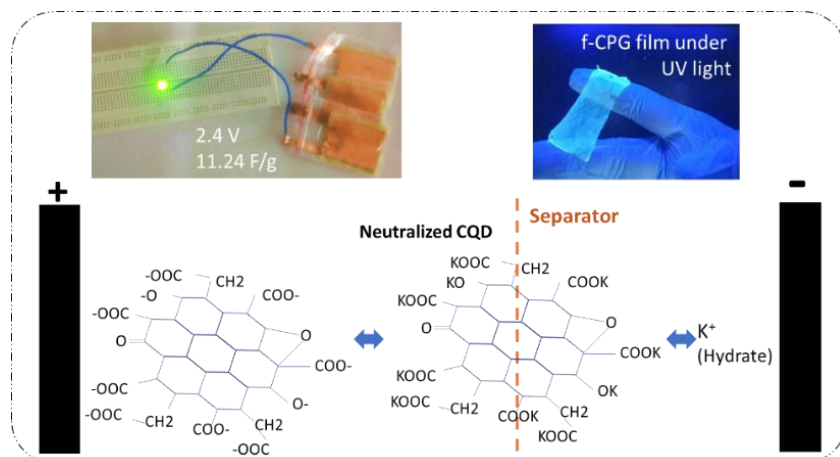 2.4 V
11.24 F/g
f-CPG film under
UV light
+
-
Neutralized CQD
Separator
-OOC
CH2
COO-
-O
-OOC
O
O
COO-
-OOC
O-
-OOC
CH2
COO-
CH2
-OOC
KOOC
CH2
COOK
KO
KOOC
O
O
COOK
KOOC
OK
KOOC
CH2
COOK
CH2
KOOC
K⁺
(Hydrate)